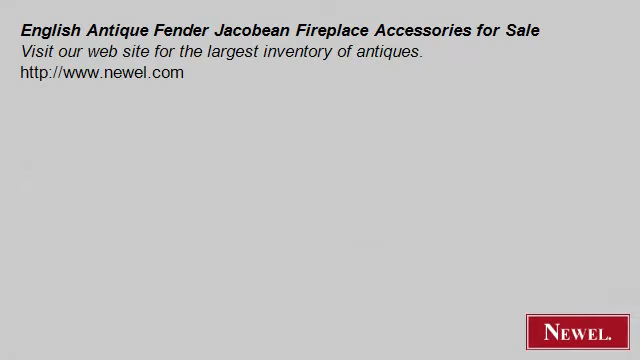 English Antique Fender Jacobean Fireplace Accessories for Sale
Visit our web site for the largest inventory of antiques.
http://www.newel.com
NEWEL.